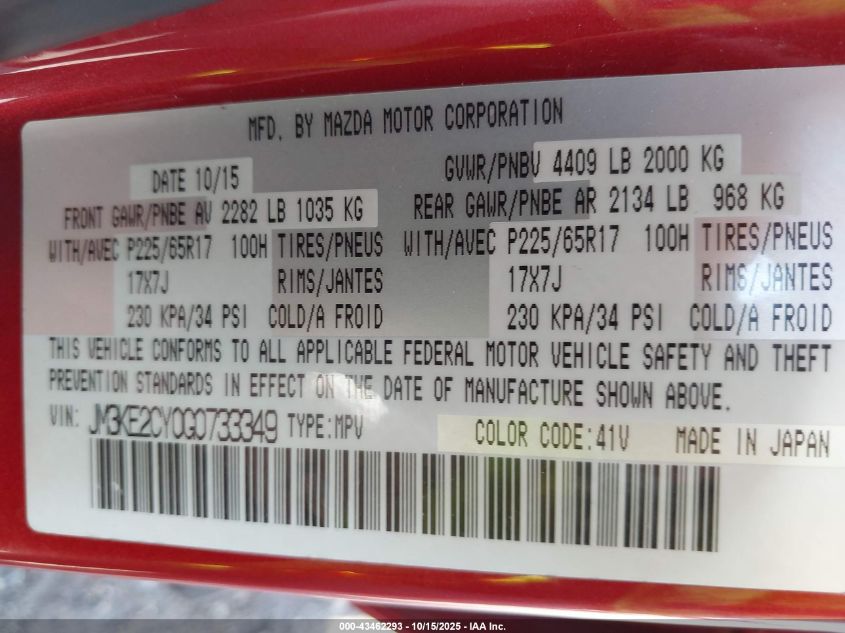 MFD. BY MAZDA MOTOR CORPORATION
DATE 10/15 GVWR/PNBV 4409 LB 2000 KG
FRONT GAWR/PNBE AV 2282 LB 1035 KG REAR GAWR/PNBE AR 2134 LB 968 KG
WITH/AVEC P225/65R17 100H TIRES/PNEUS WITH/AVEC P225/65R17 100H TIRES/PNEUS
17X7J RIMS/JANTES 17X7J RIMS/JANTES
230 KPA/34 PSI COLD/A FROID 230 KPA/34 PSI COLD/A FROID
THIS VEHICLE CONFORMS TO ALL APPLICABLE FEDERAL MOTOR VEHICLE SAFETY AND THEFT
PREVENTION STANDARDS IN EFFECT ON THE DATE OF MANUFACTURE SHOWN ABOVE.
VIN: JM3KE2CY0G0733349 TYPE:MPV COLOR CODE:41V MADE IN JAPAN
000-43462293 - 10/15/2025 - IAA Inc.